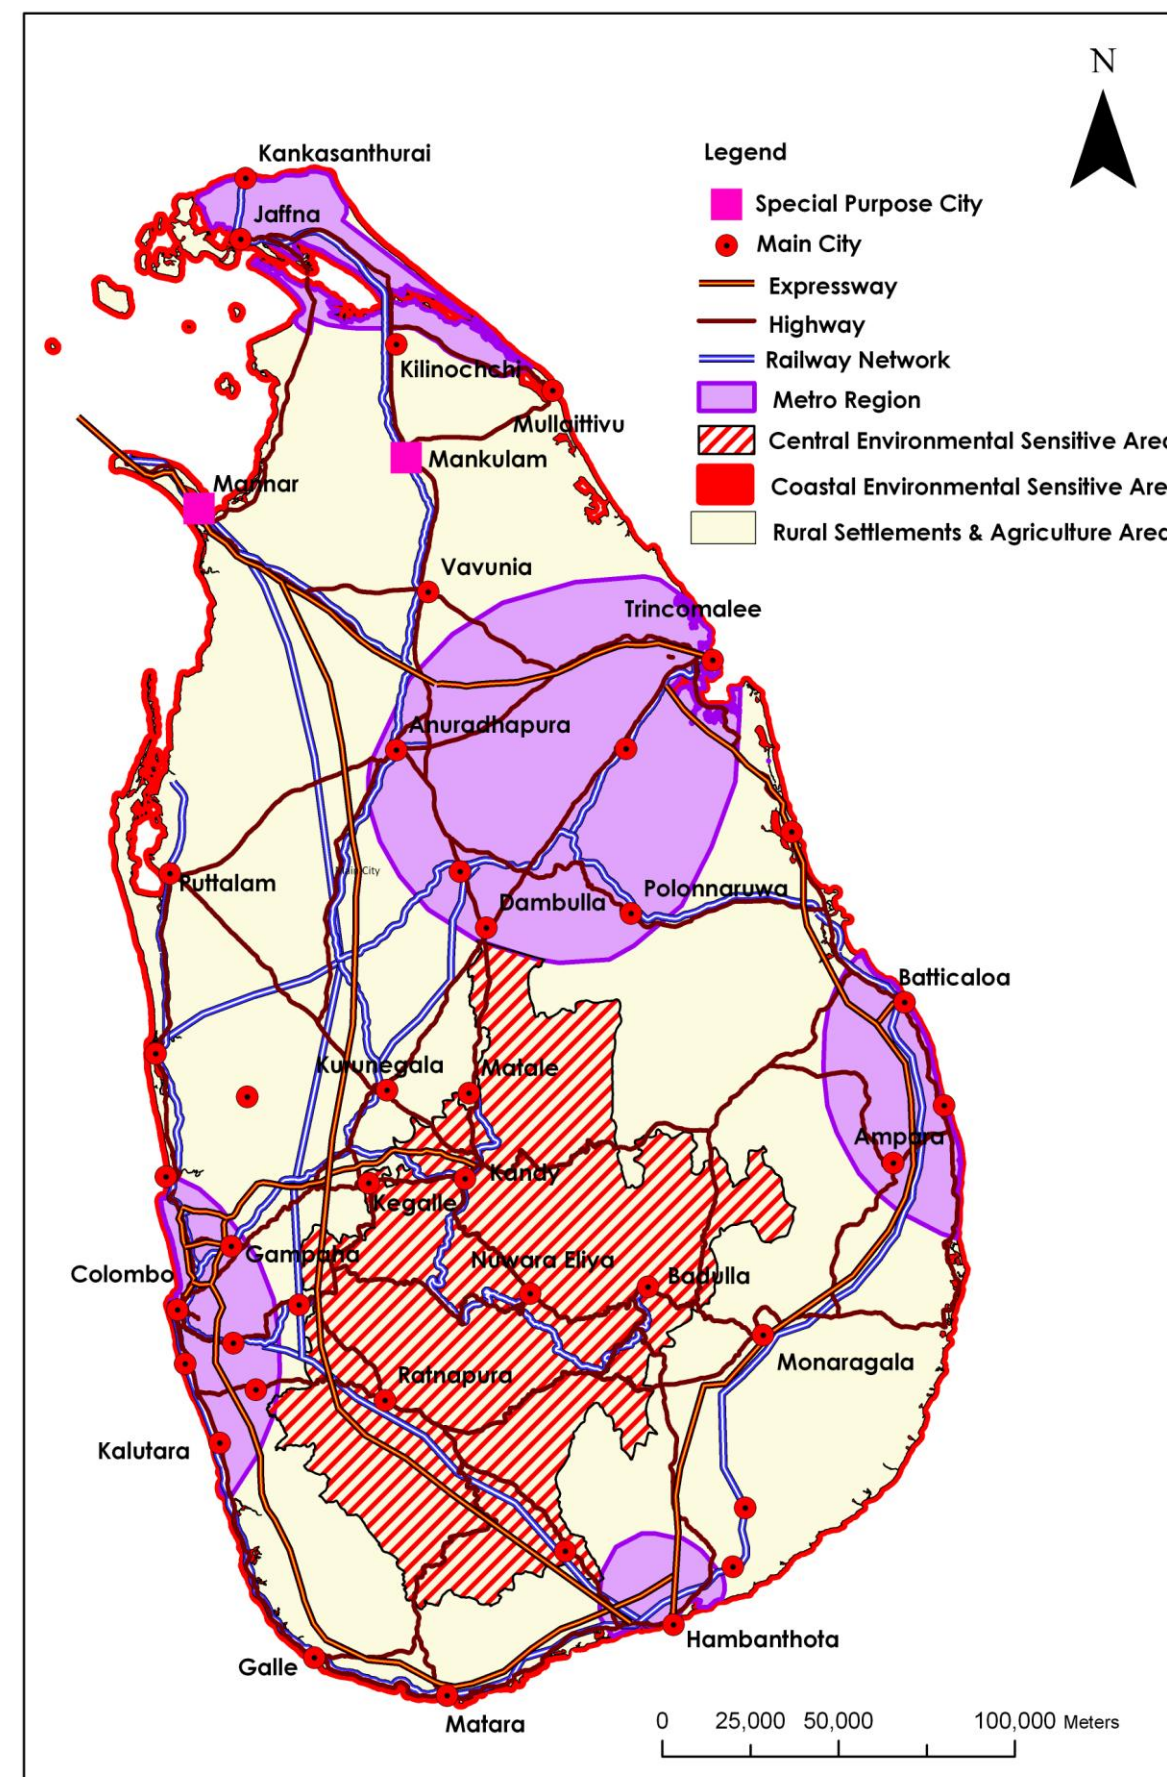 N
Kankasanthurai
Jaffna
Legend
Special Purpose City
Main City
Expressway
Highway
Railway Network
Metro Region
Central Environmental Sensitive Area
Coastal Environmental Sensitive Are
Rural Settlements & Agriculture Area
Kilinochchi
Mullaittivu
Mankulam
Mannar
Vavunia
Trincomalee
Anuradhapura
Main City
Puttalam
Dambulla
Polonnaruwa
Batticaloa
Kurunegala
Matale
Ampara
Kandy
Kegalle
Gampaha
Nuwara Eliya
Badulla
Colombo
Monaragala
Ratnapura
Kalutara
Hambanthota
Galle
Matara
0 25,000 50,000 100,000 Meters